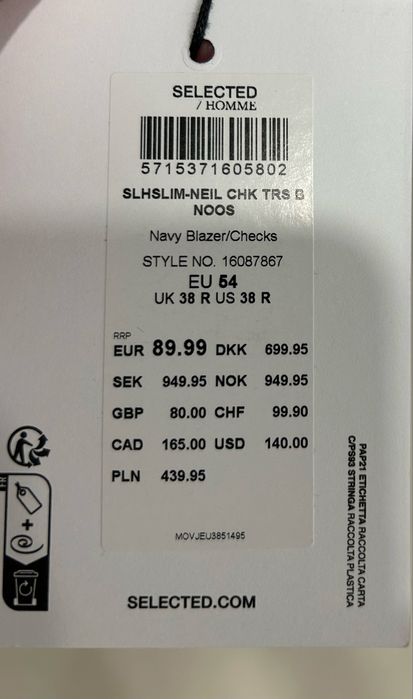 SELECTED
/ HOMME
5715371605802
SLHSLIM-NEIL CHK TRS B
NOOS
Navy Blazer/Checks
STYLE NO. 16087867
EU 54
UK 38 R US 38 R
RRP
EUR 89.99 DKK 699.95
SEK 949.95 NOK 949.95
GBP 80.00 CHF 99.90
CAD 165.00 USD 140.00
PLN 439.95
MOVJEU3851495
SELECTED.COM
PAP21 ETICHETTA RACCOLTA CARTA
C/PS93 STRINGA RACCOLTA PLASTICA
FR
+